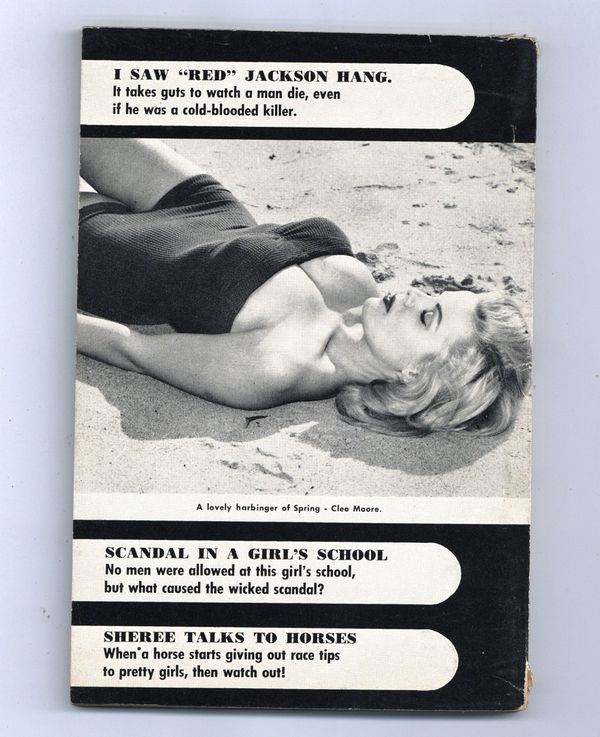 I SAW “RED” JACKSON HANG.
It takes guts to watch a man die, even
if he was a cold-blooded killer.
A lovely harbinger of Spring - Cleo Moore.
SCANDAL IN A GIRL'S SCHOOL
No men were allowed at this girl's school,
but what caused the wicked scandal?
SHEREE TALKS TO HORSES
When a horse starts giving out race tips
to pretty girls, then watch out!